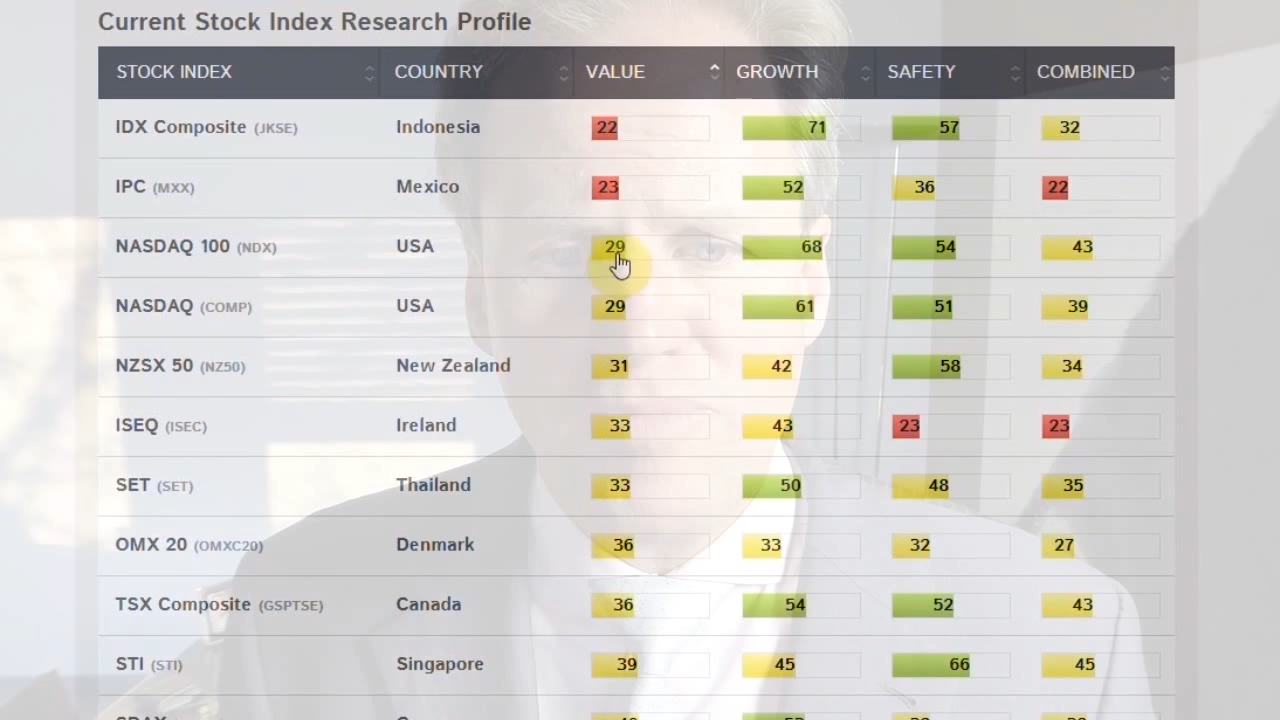 Current Stock Index Research Profile
STOCK INDEX COUNTRY VALUE GROWTH SAFETY COMBINED
IDX Composite (JKSE) Indonesia 22 71 57 32
IPC (MXX) Mexico 23 52 36 22
NASDAQ 100 (NDX) USA 29 68 54 43
NASDAQ (COMP) USA 29 61 51 39
NZSX 50 (NZ50) New Zealand 31 42 58 34
ISEQ (ISEC) Ireland 33 43 23 23
SET (SET) Thailand 33 50 48 35
OMX 20 (OMXC20) Denmark 36 33 32 27
TSX Composite (GSPTSE) Canada 36 54 52 43
STI (STI) Singapore 39 45 66 45